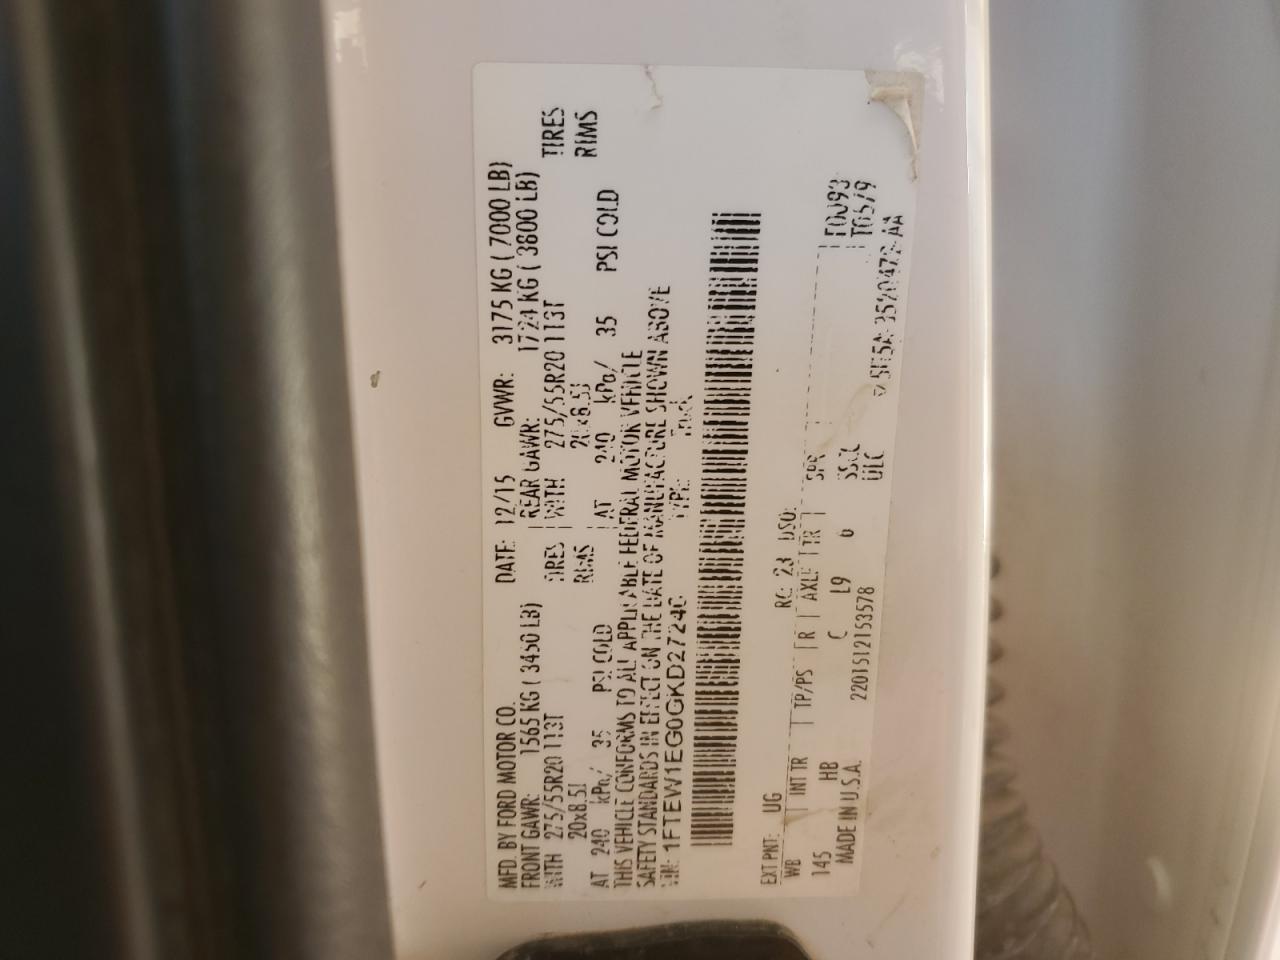 MFD. BY FORD MOTOR CO. DATE: 12/15 GVWR: 3175 KG ( 7000 LB)
FRONT GAWR: 1565 KG ( 3450 LB) REAR GAWR: 1724 KG ( 3800 LB)
WITH 275/55R20 113T TIRES WITH 275/55R20 113T TIRES
20x8.5J RIMS 20x8.5J RIMS
AT 240 kPa/ 35 PSI COLD AT 240 kPa/ 35 PSI COLD
THIS VEHICLE CONFORMS TO ALL APPLICABLE FEDERAL MOTOR VEHICLE
SAFETY STANDARDS IN EFFECT ON THE DATE OF MANUFACTURE SHOWN ABOVE
VIN: 1FTEW1EG0GKD27240 TYPE: Truck
EXT PNT: UG RC: 23 DSO:
WB INT TR TP/PS R AXLE TR SPR
145 HB C L9 6
MADE IN U.S.A. 2201512153578 ULC